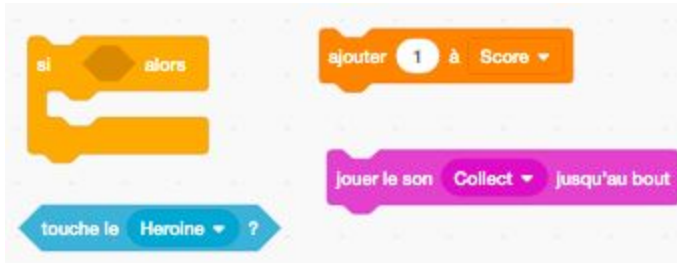 si alors
ajouter 1 à Score
jouer le son Collect jusqu'au bout
touche le Heroine ?